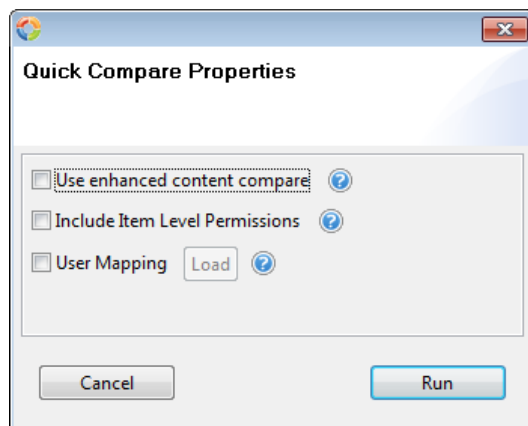 Quick Compare Properties
Use enhanced content compare
Include Item Level Permissions
User Mapping Load
Cancel Run